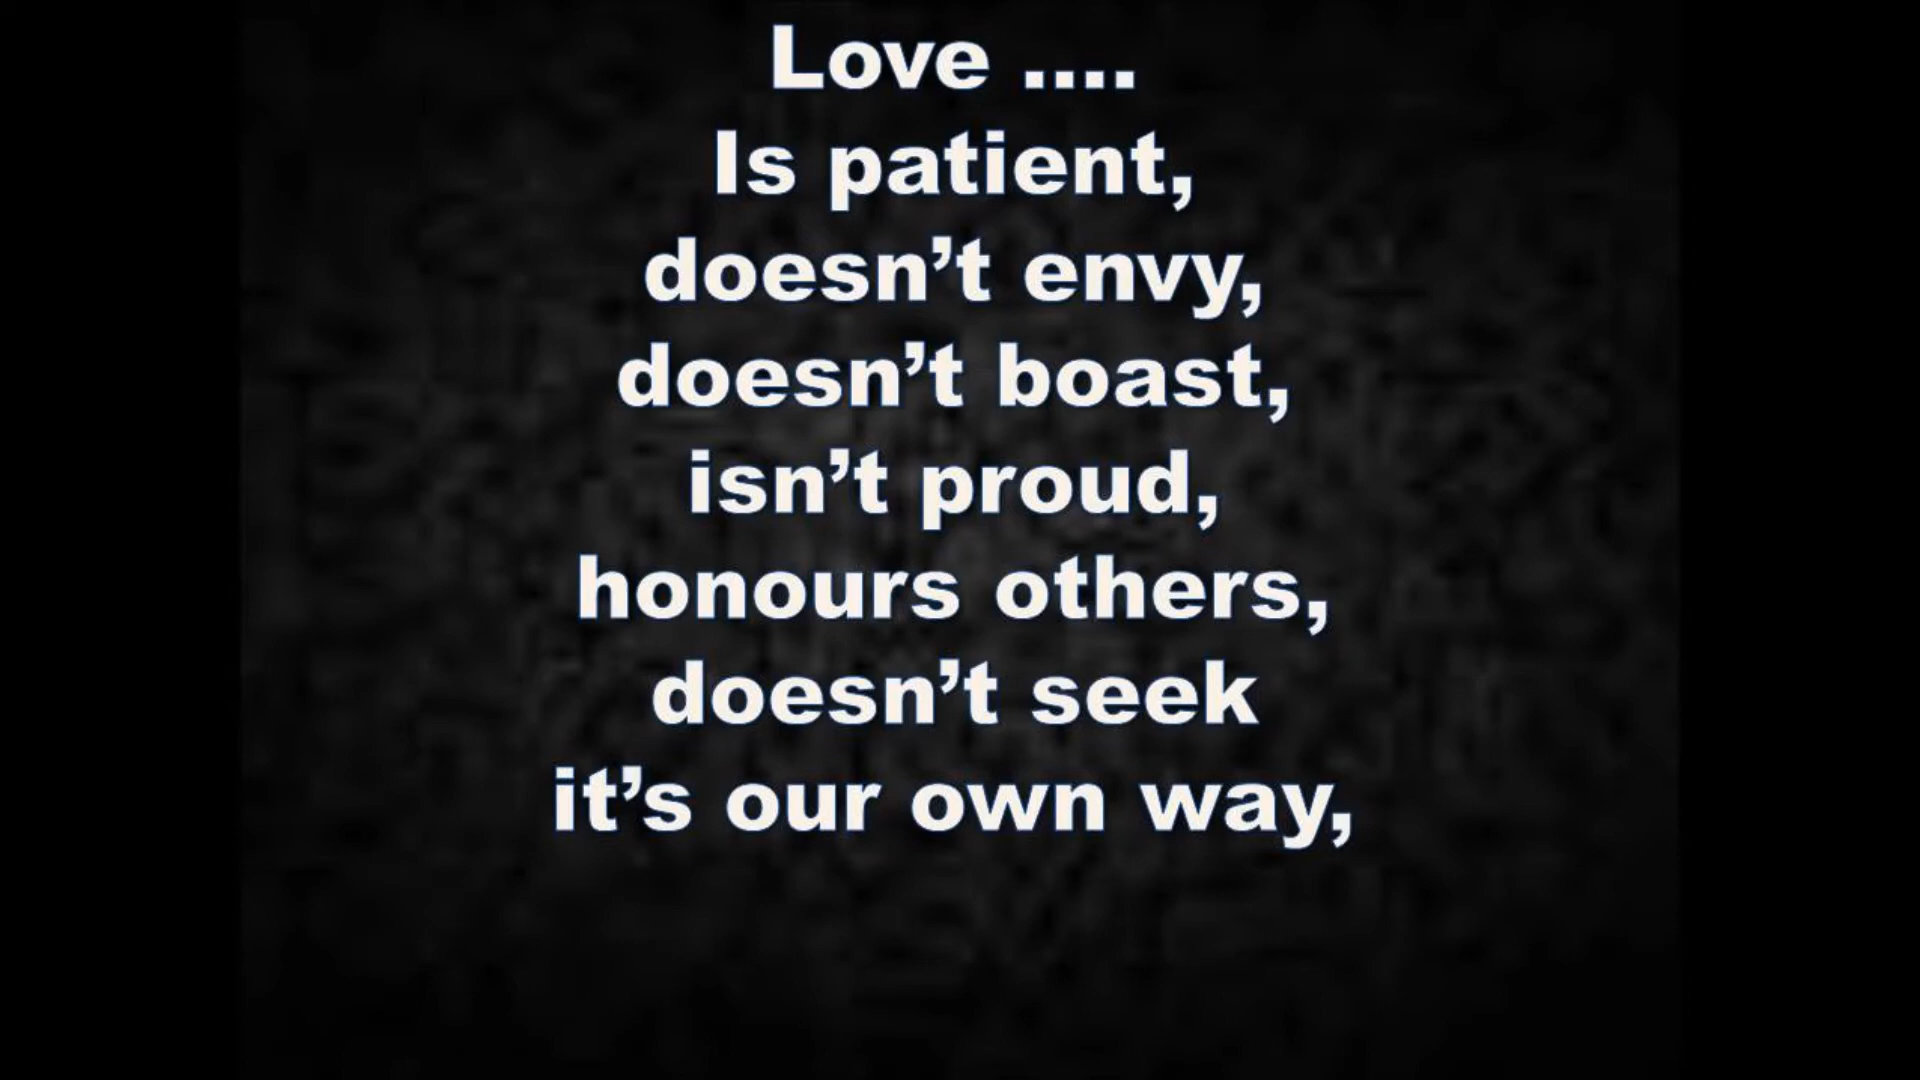 Love ....
Is patient,
doesn’t envy,
doesn’t boast,
isn’t proud,
honours others,
doesn’t seek
it’s our own way,